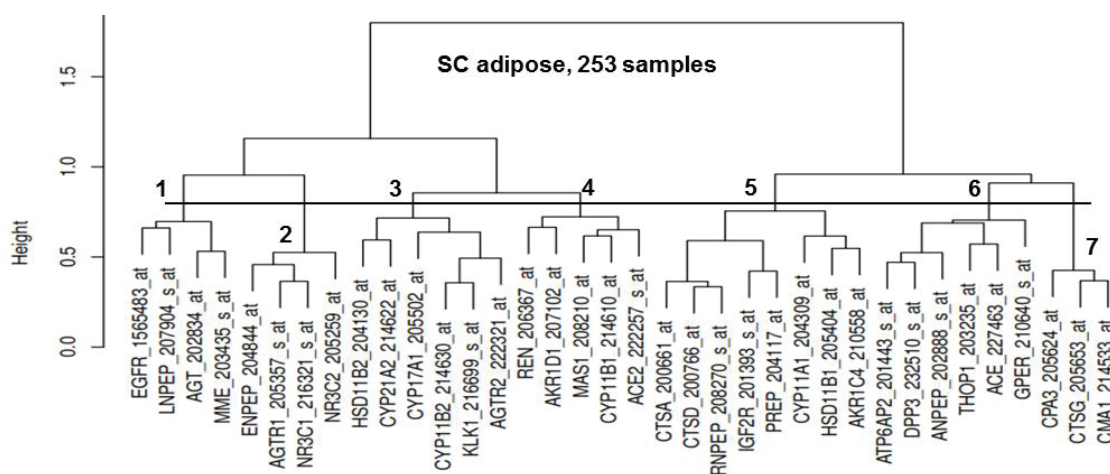 SC adipose, 253 samples
Height
1.5
1.0
0.5
0.0
1
2
3
4
5
6
7
EGFR_1565483_at
LNPEP_207904_s_at
AGT_202834_at
MME_203435_s_at
ENPEP_204844_at
AGTR1_205357_s_at
NR3C1_216321_s_at
NR3C2_205259_at
HSD11B2_204130_at
CYP21A2_214622_at
CYP17A1_205502_at
CYP11B2_214630_at
KLK1_216699_s_at
AGTR2_222321_at
REN_206367_at
AKR1D1_207102_at
MAS1_208210_at
CYP11B1_214610_at
ACE2_222257_s_at
CTSA_200661_at
CTSD_200766_at
RNPEP_208270_s_at
IGF2R_201393_s_at
PREP_204117_at
CYP11A1_204309_at
HSD11B1_205404_at
AKR1C4_210558_at
ATP6AP2_201443_s_at
DPP3_232510_s_at
ANPEP_202888_s_at
THOP1_203235_at
ACE_227463_at
GPER_210640_s_at
CPA3_205624_at
CTSG_205653_at
CMA1_214533_at